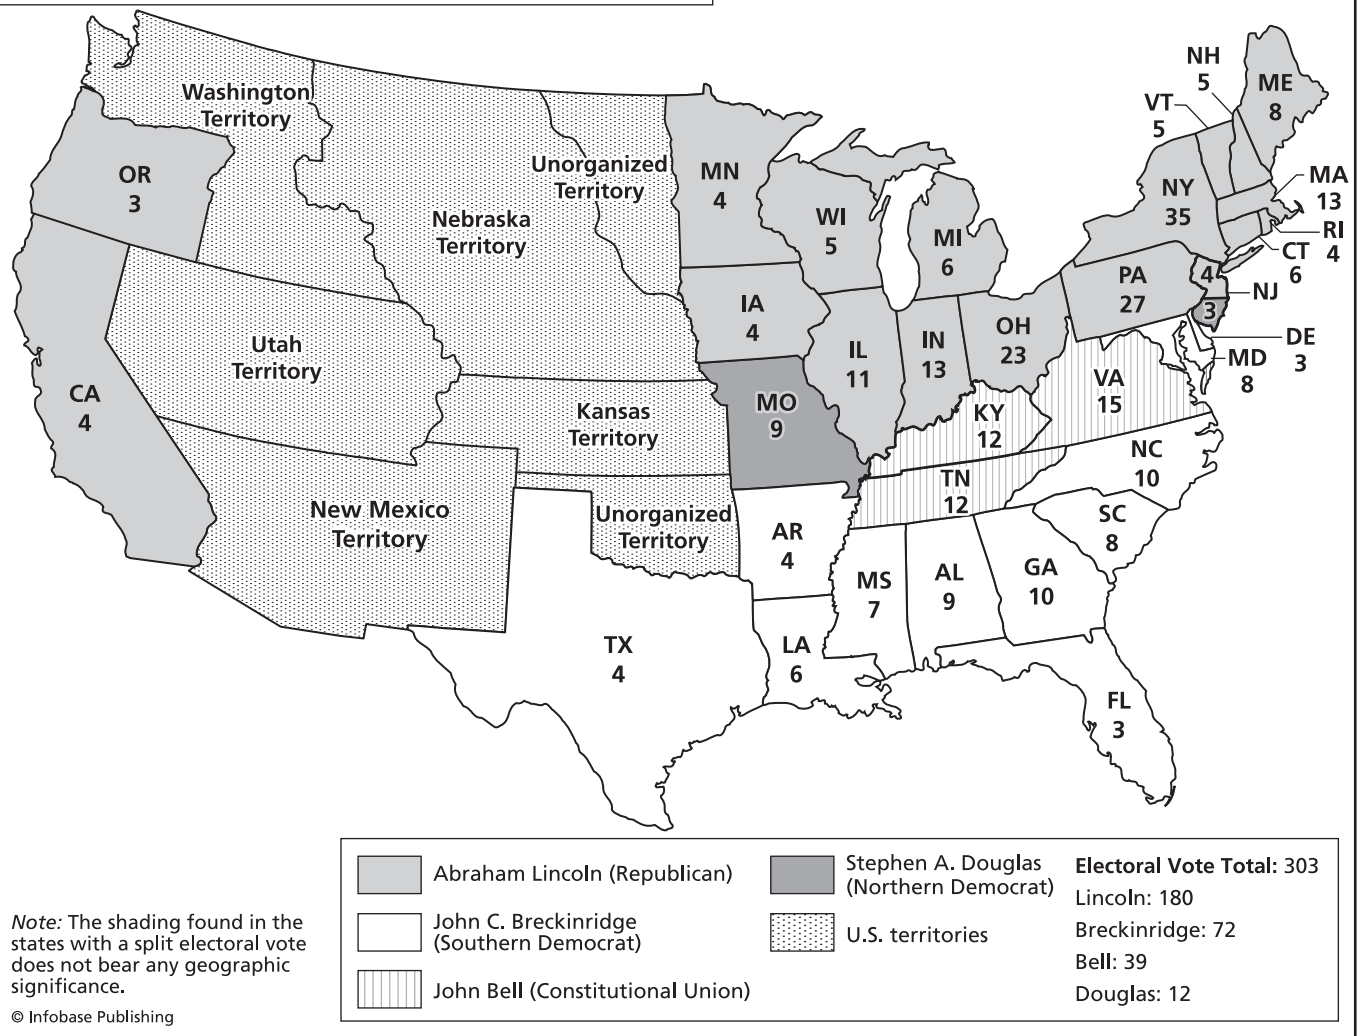 NH
5
ME
8
VT
5
Washington
Territory
OR
3
Unorganized
Territory
MN
4
Nebraska
Territory
WI
5
MI
6
NY
35
MA
13
RI
4
CT
6
PA
27
4
NJ
3
IA
4
Utah
Territory
IL
11
IN
13
OH
23
DE
3
MD
8
CA
4
MO
9
Kansas
Territory
KY
12
VA
15
New Mexico
Territory
Unorganized
Territory
TN
12
NC
10
AR
4
SC
8
MS
7
AL
9
GA
10
TX
4
LA
6
FL
3
Abraham Lincoln (Republican)
John C. Breckinridge
(Southern Democrat)
John Bell (Constitutional Union)
Stephen A. Douglas
(Northern Democrat)
U.S. territories
Electoral Vote Total: 303
Lincoln: 180
Breckinridge: 72
Bell: 39
Douglas: 12
Note: The shading found in the
states with a split electoral vote
does not bear any geographic
significance.
© Infobase Publishing